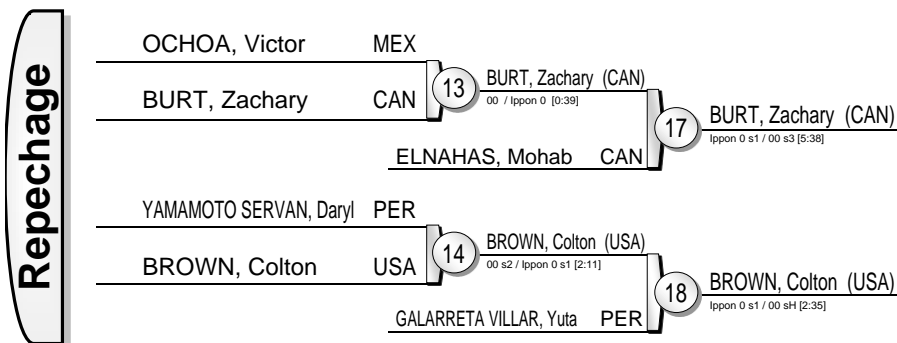 Repechage
OCHOA, Victor MEX
BURT, Zachary CAN
13
BURT, Zachary (CAN)
00 / Ippon 0 [0:39]
ELNAHAS, Mohab CAN
17
BURT, Zachary (CAN)
Ippon 0 s1 / 00 s3 [5:38]
YAMAMOTO SERVAN, Daryl PER
BROWN, Colton USA
14
BROWN, Colton (USA)
00 s2 / Ippon 0 s1 [2:11]
GALARRETA VILLAR, Yuta PER
18
BROWN, Colton (USA)
Ippon 0 s1 / 00 sH [2:35]